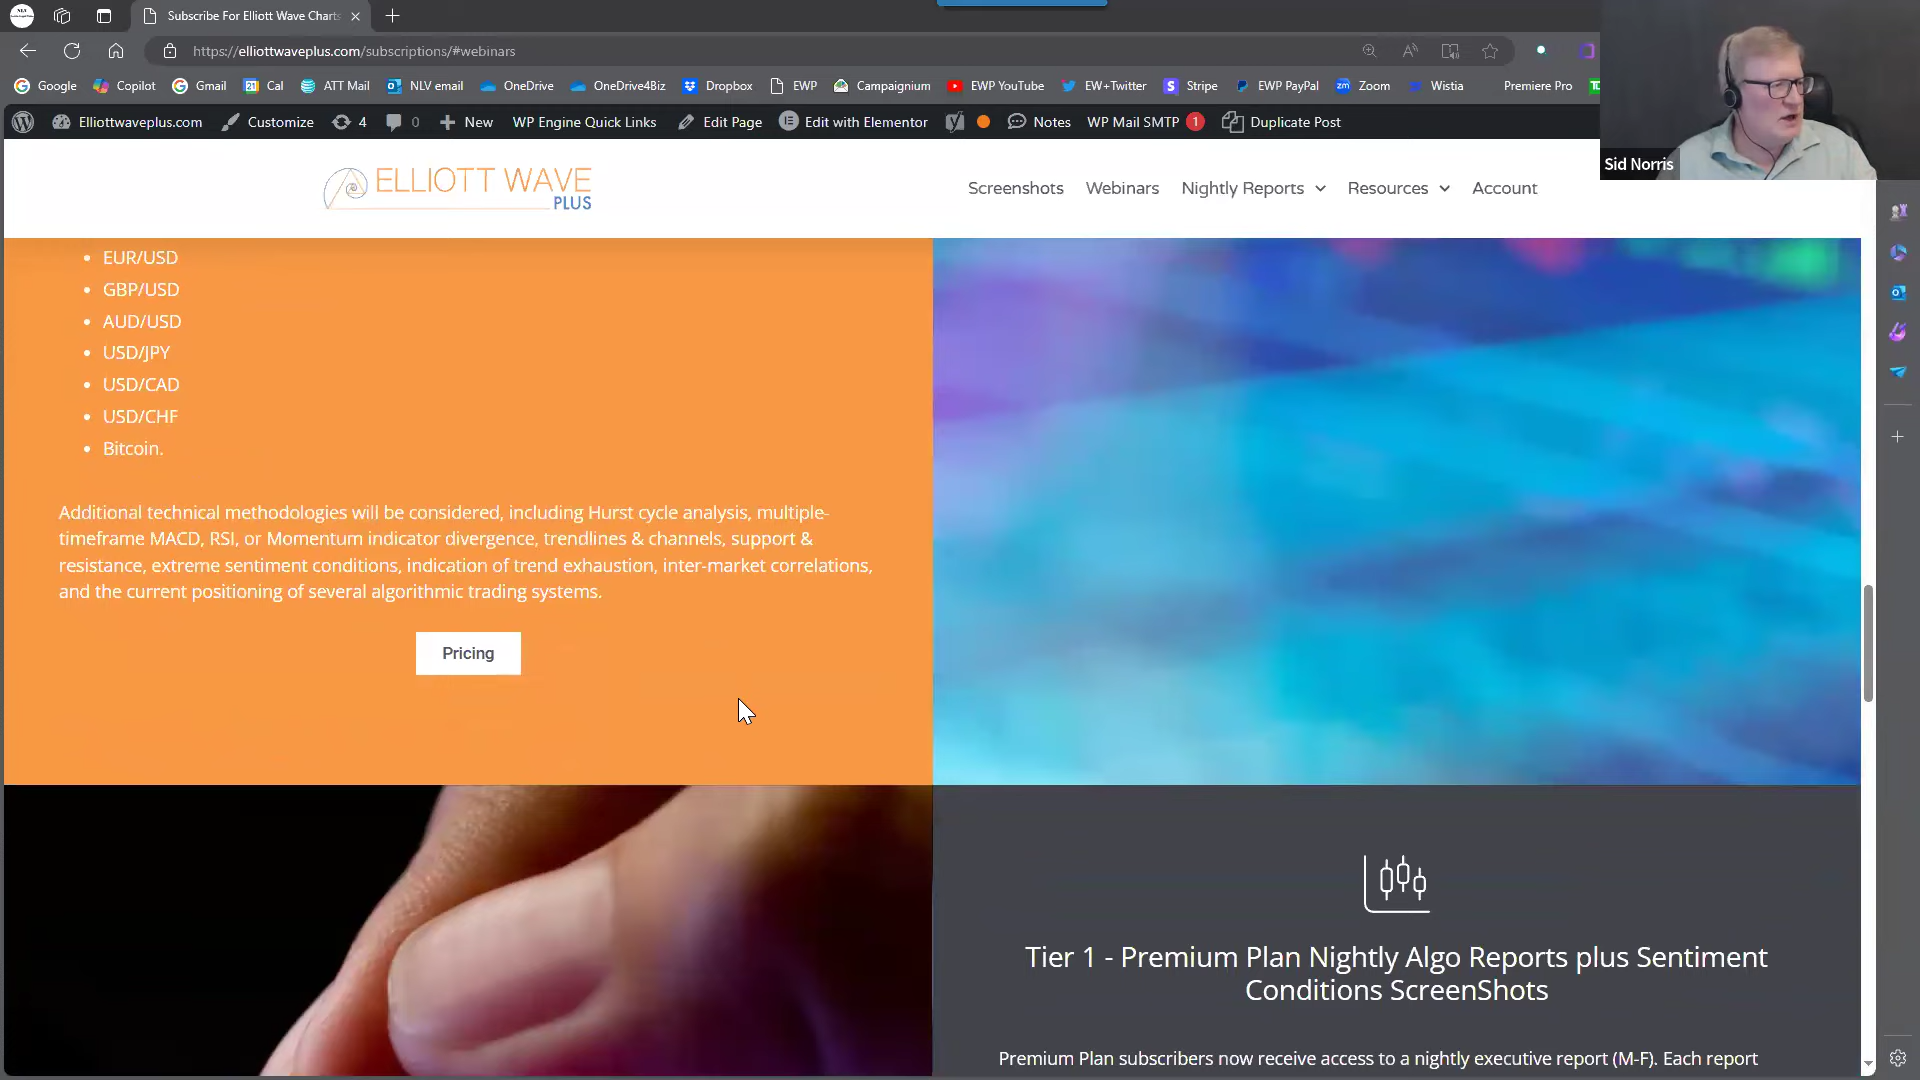 Subscribe For Elliott Wave Charts
https://elliottwaveplus.com/subscriptions/#webinars
Google Copilot Gmail Cal ATT Mail NLV email OneDrive OneDrive4Biz Dropbox EWP Campaignium EWP YouTube EW+Twitter Stripe EWP PayPal Zoom Wistia Premiere Pro
Elliottwaveplus.com Customize 4 0 New WP Engine Quick Links Edit Page Edit with Elementor Notes WP Mail SMTP 1 Duplicate Post
Sid Norris
ELLIOTT WAVE
PLUS
Screenshots Webinars Nightly Reports Resources Account
• EUR/USD
• GBP/USD
• AUD/USD
• USD/JPY
• USD/CAD
• USD/CHF
• Bitcoin.
Additional technical methodologies will be considered, including Hurst cycle analysis, multiple-
timeframe MACD, RSI, or Momentum indicator divergence, trendlines & channels, support &
resistance, extreme sentiment conditions, indication of trend exhaustion, inter-market correlations,
and the current positioning of several algorithmic trading systems.
Pricing
Tier 1 - Premium Plan Nightly Algo Reports plus Sentiment
Conditions ScreenShots
Premium Plan subscribers now receive access to a nightly executive report (M-F). Each report